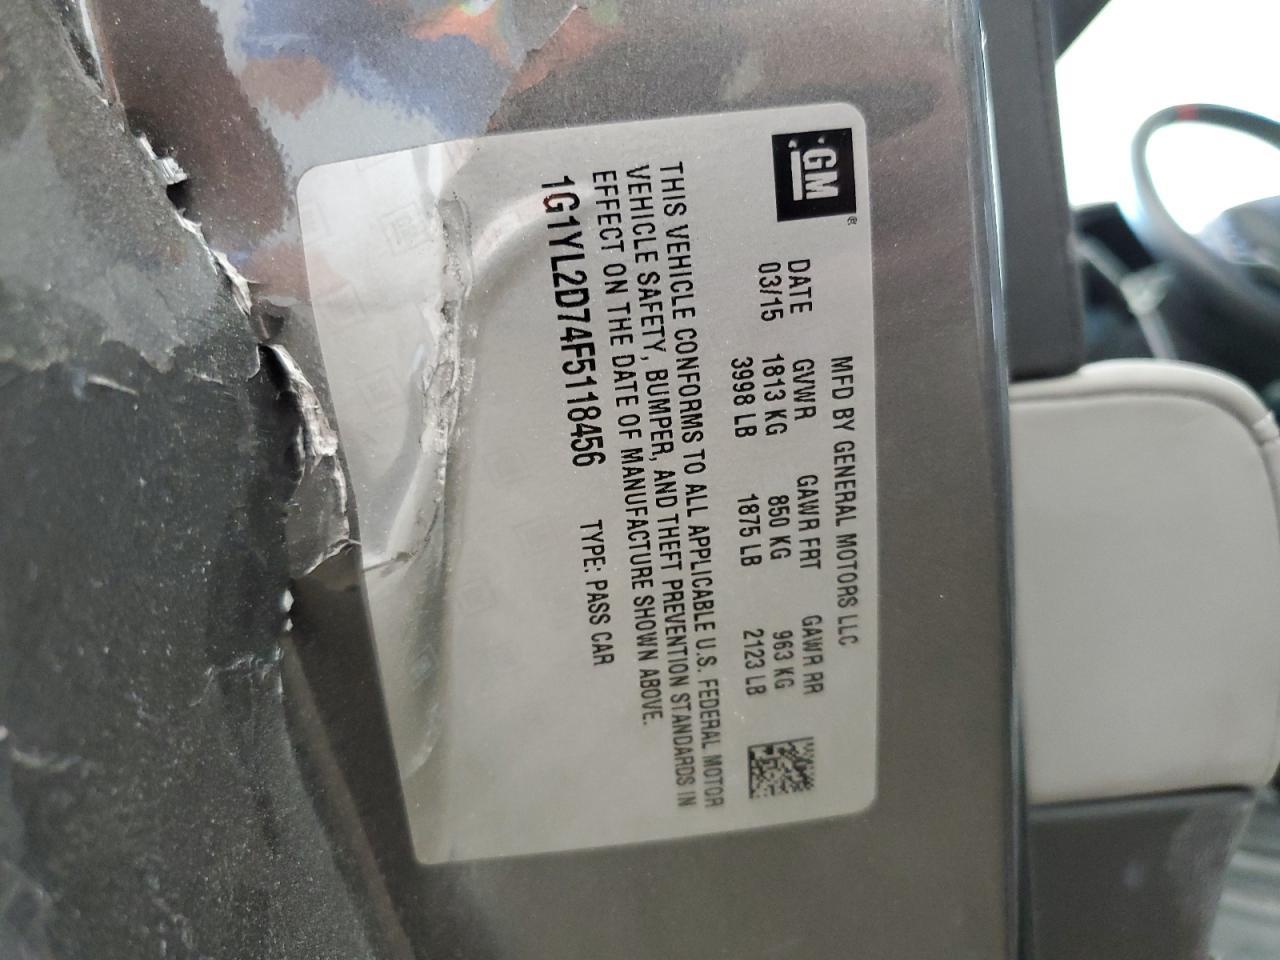 GM®
MFD BY GENERAL MOTORS LLC
DATE GVWR GAWR FRT GAWR RR
03/15 1813 KG 850 KG 963 KG
3998 LB 1875 LB 2123 LB
THIS VEHICLE CONFORMS TO ALL APPLICABLE U.S. FEDERAL MOTOR
VEHICLE SAFETY, BUMPER, AND THEFT PREVENTION STANDARDS IN
EFFECT ON THE DATE OF MANUFACTURE SHOWN ABOVE.
1G1YL2D74F5118456 TYPE: PASS CAR